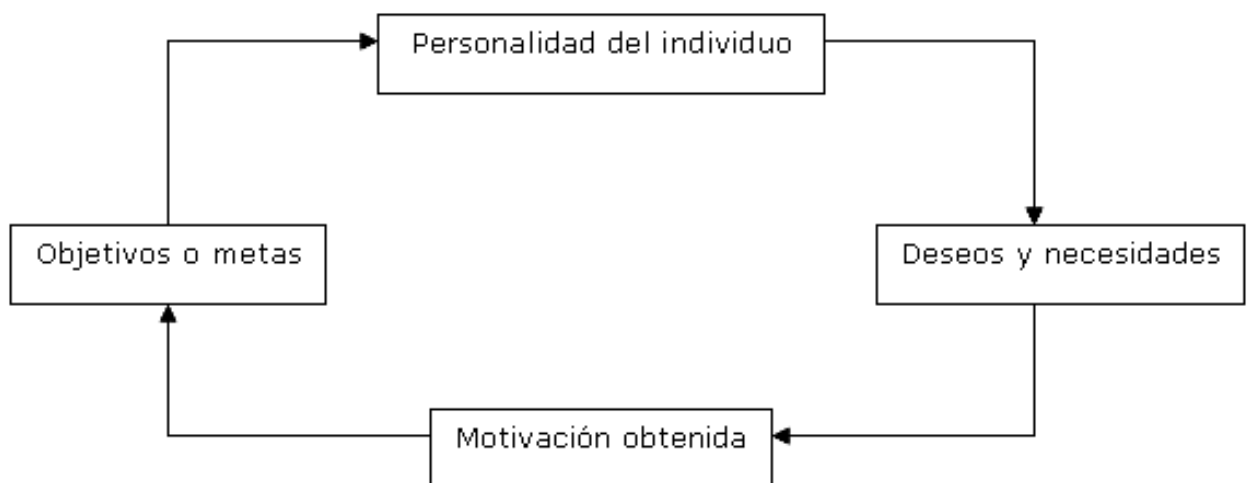 Personalidad del individuo
Objetivos o metas
Deseos y necesidades
Motivación obtenida